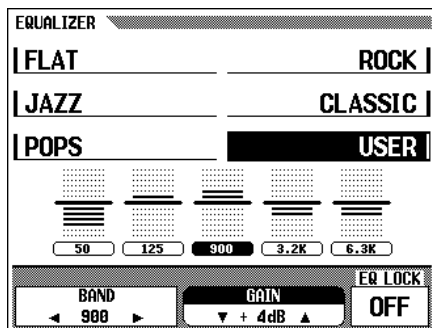 EQUALIZER
FLAT ROCK
JAZZ CLASSIC
POPS USER
50 125 900 3.2K 6.3K
EQ LOCK
BAND GAIN OFF
◄ 900 ► ▼ + 4dB ▲